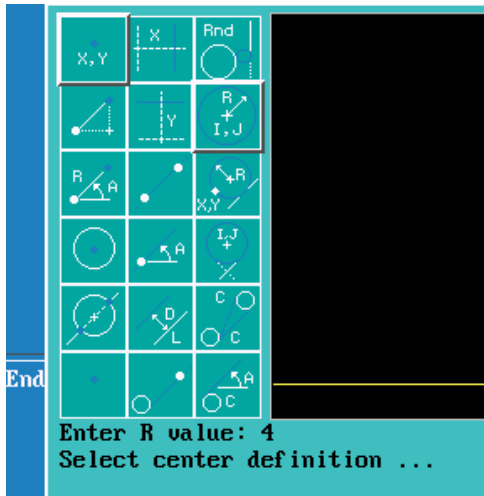 X Rnd
X,Y
R
Y I,J
R A R
X,Y
I,J
A
C
D
L C
A
C
End
Enter R value: 4
Select center definition ...